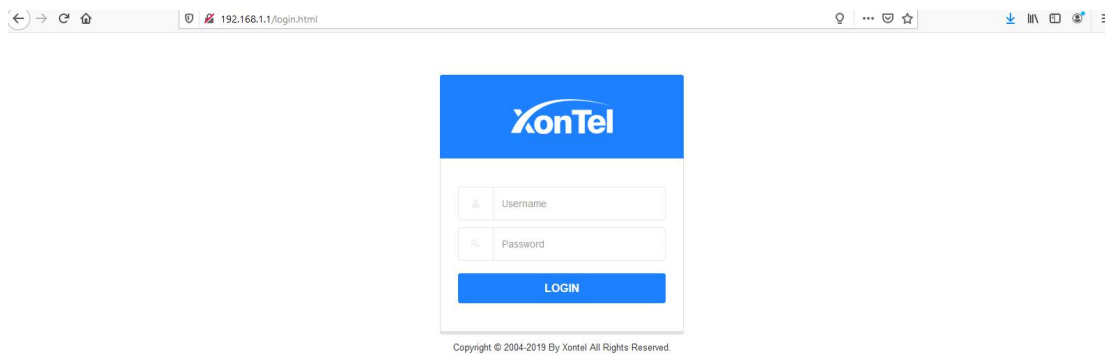 192.168.1.1/login.html
XonTel
Username
Password
LOGIN
Copyright © 2004-2019 By Xontel All Rights Reserved.